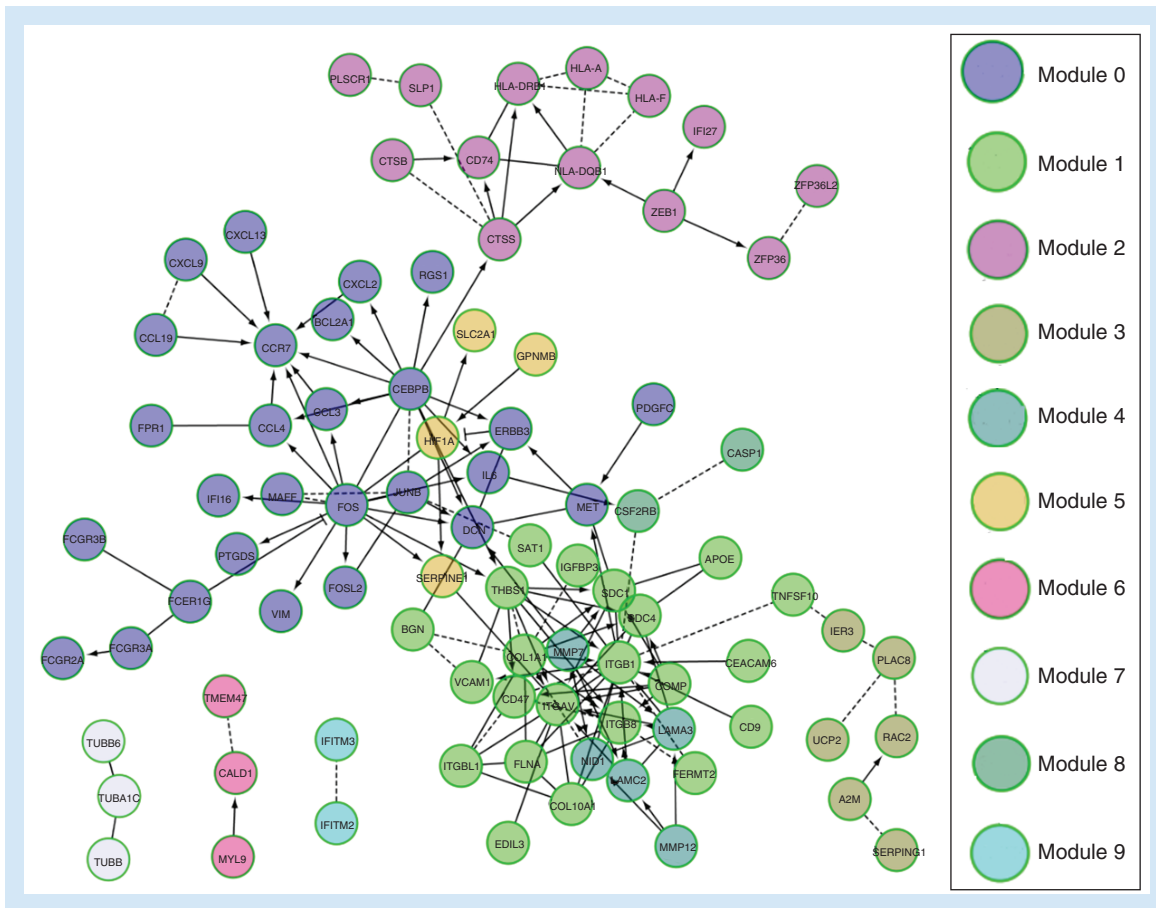 HLA-A
PLSCR1
SLP1
HLA-DRB1
HLA-F
IFI27
CTSB
CD74
NLA-DQB1
ZFP36L2
ZEB1
CTSS
ZFP36
CXCL13
CXCL9
CXCL2
RGS1
BCL2A1
SLC2A1
CCL19
CCR7
GPNMB
CEBPB
PDGFC
CCL3
FPR1
CCL4
HIF1A
ERBB3
CASP1
IL6
IFI16
MAFF
JUNB
FOS
MET
CSF2RB
DCN
FCGR3B
PTGDS
SAT1
APOE
IGFBP3
SERPINE1
FOSL2
THBS1
SDC1
TNFSF10
FCER1G
VIM
SDC4
BGN
IER3
FCGR3A
FCGR2A
COL1A1
MMP7
ITGB1
CEACAM6
PLAC8
VCAM1
COMP
TMEM47
CD47
ITGAV
ITGB8
LAMA3
CD9
TUBB6
IFITM3
UCP2
RAC2
ITGBL1
FLNA
NID1
CALD1
LAMC2
FERMT2
TUBA1C
COL10A1
A2M
IFITM2
EDIL3
MMP12
SERPING1
TUBB
MYL9
Module 0
Module 1
Module 2
Module 3
Module 4
Module 5
Module 6
Module 7
Module 8
Module 9